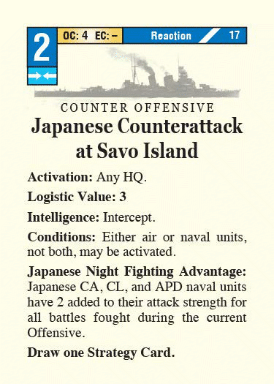 2
OC: 4 EC: –
Reaction
17
COUNTER OFFENSIVE
Japanese Counterattack
at Savo Island
Activation: Any HQ.
Logistic Value: 3
Intelligence: Intercept.
Conditions: Either air or naval units,
not both, may be activated.
Japanese Night Fighting Advantage:
Japanese CA, CL, and APD naval units
have 2 added to their attack strength for
all battles fought during the current
Offensive.
Draw one Strategy Card.